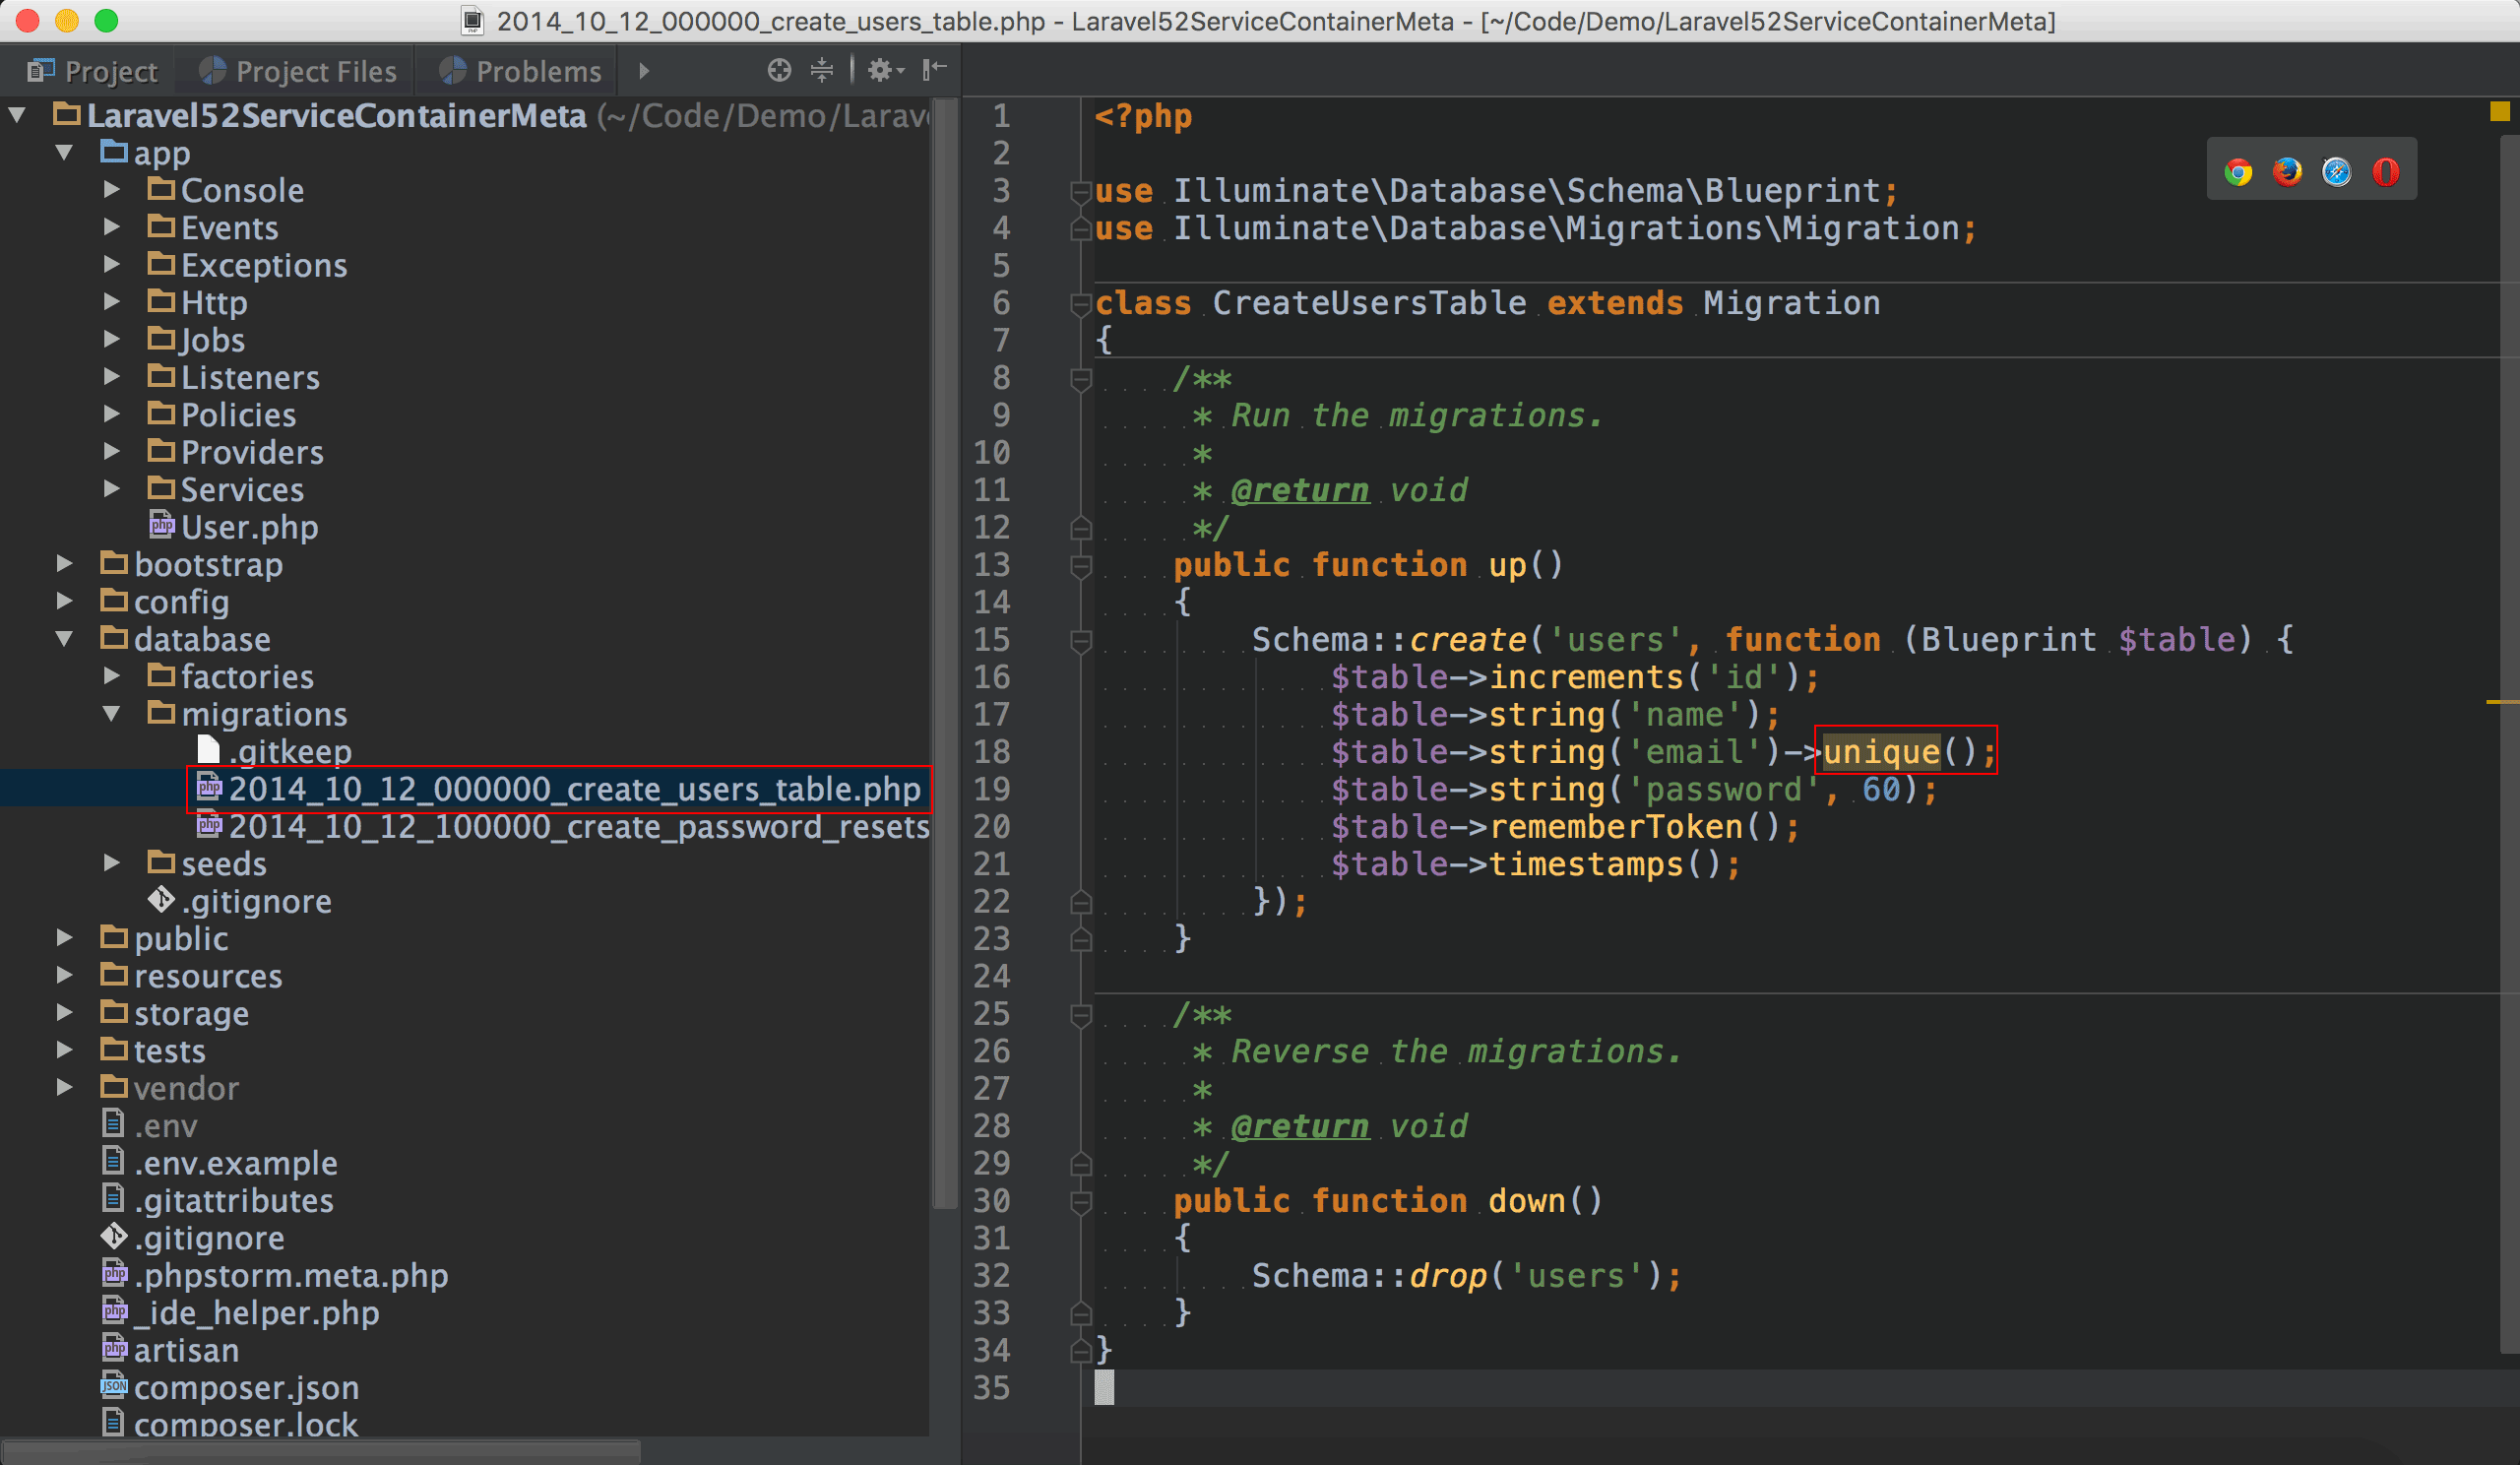 2014_10_12_000000_create_users_table.php - Laravel52ServiceContainerMeta - [~/Code/Demo/Laravel52ServiceContainerMeta]
Project Project Files Problems
Laravel52ServiceContainerMeta (~/Code/Demo/Larav
app
Console
Events
Exceptions
Http
Jobs
Listeners
Policies
Providers
Services
User.php
bootstrap
config
database
factories
migrations
.gitkeep
2014_10_12_000000_create_users_table.php
2014_10_12_100000_create_password_resets
seeds
.gitignore
public
resources
storage
tests
vendor
.env
.env.example
.gitattributes
.gitignore
.phpstorm.meta.php
_ide_helper.php
artisan
composer.json
composer.lock
1 <?php
2
3 use Illuminate\Database\Schema\Blueprint;
4 use Illuminate\Database\Migrations\Migration;
5
6 class CreateUsersTable extends Migration
7 {
8 /**
9 * Run the migrations.
10 *
11 * @return void
12 */
13 public function up()
14 {
15 Schema::create('users', function (Blueprint $table) {
16 $table->increments('id');
17 $table->string('name');
18 $table->string('email')->unique();
19 $table->string('password', 60);
20 $table->rememberToken();
21 $table->timestamps();
22 });
23 }
24
25 /**
26 * Reverse the migrations.
27 *
28 * @return void
29 */
30 public function down()
31 {
32 Schema::drop('users');
33 }
34 }
35